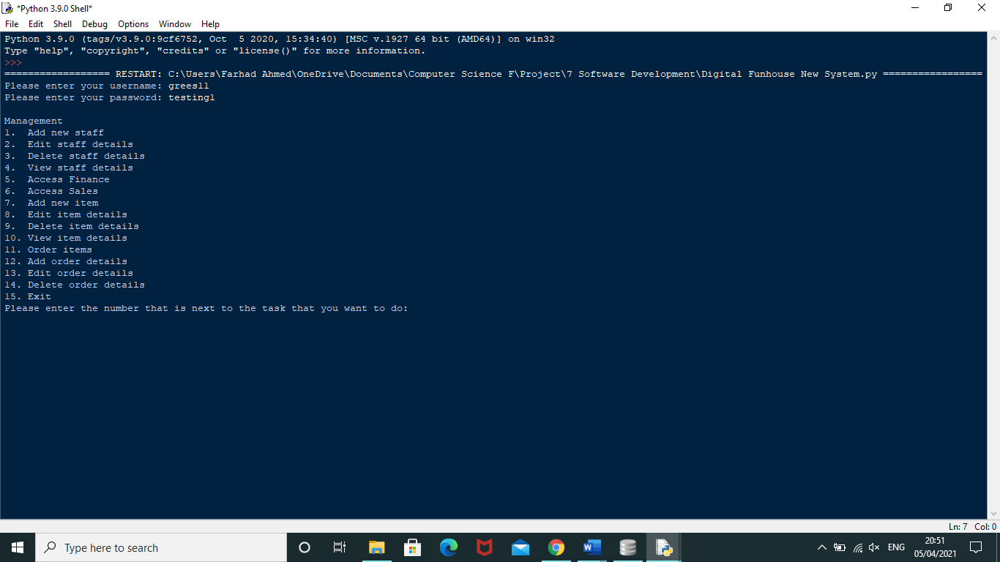 *Python 3.9.0 Shell*
File Edit Shell Debug Options Window Help
Python 3.9.0 (tags/v3.9.0:9cf6752, Oct  5 2020, 15:34:40) [MSC v.1927 64 bit (AMD64)] on win32
Type "help", "copyright", "credits" or "license()" for more information.
>>>
================== RESTART: C:\Users\Farhad Ahmed\OneDrive\Documents\Computer Science F\Project\7 Software Development\Digital Funhouse New System.py =================
Please enter your username: greesl1
Please enter your password: testing1
Management
1.  Add new staff
2.  Edit staff details
3.  Delete staff details
4.  View staff details
5.  Access Finance
6.  Access Sales
7.  Add new item
8.  Edit item details
9.  Delete item details
10. View item details
11. Order items
12. Add order details
13. Edit order details
14. Delete order details
15. Exit
Please enter the number that is next to the task that you want to do:
Ln: 7 Col: 0
Type here to search
ENG
20:51
05/04/2021